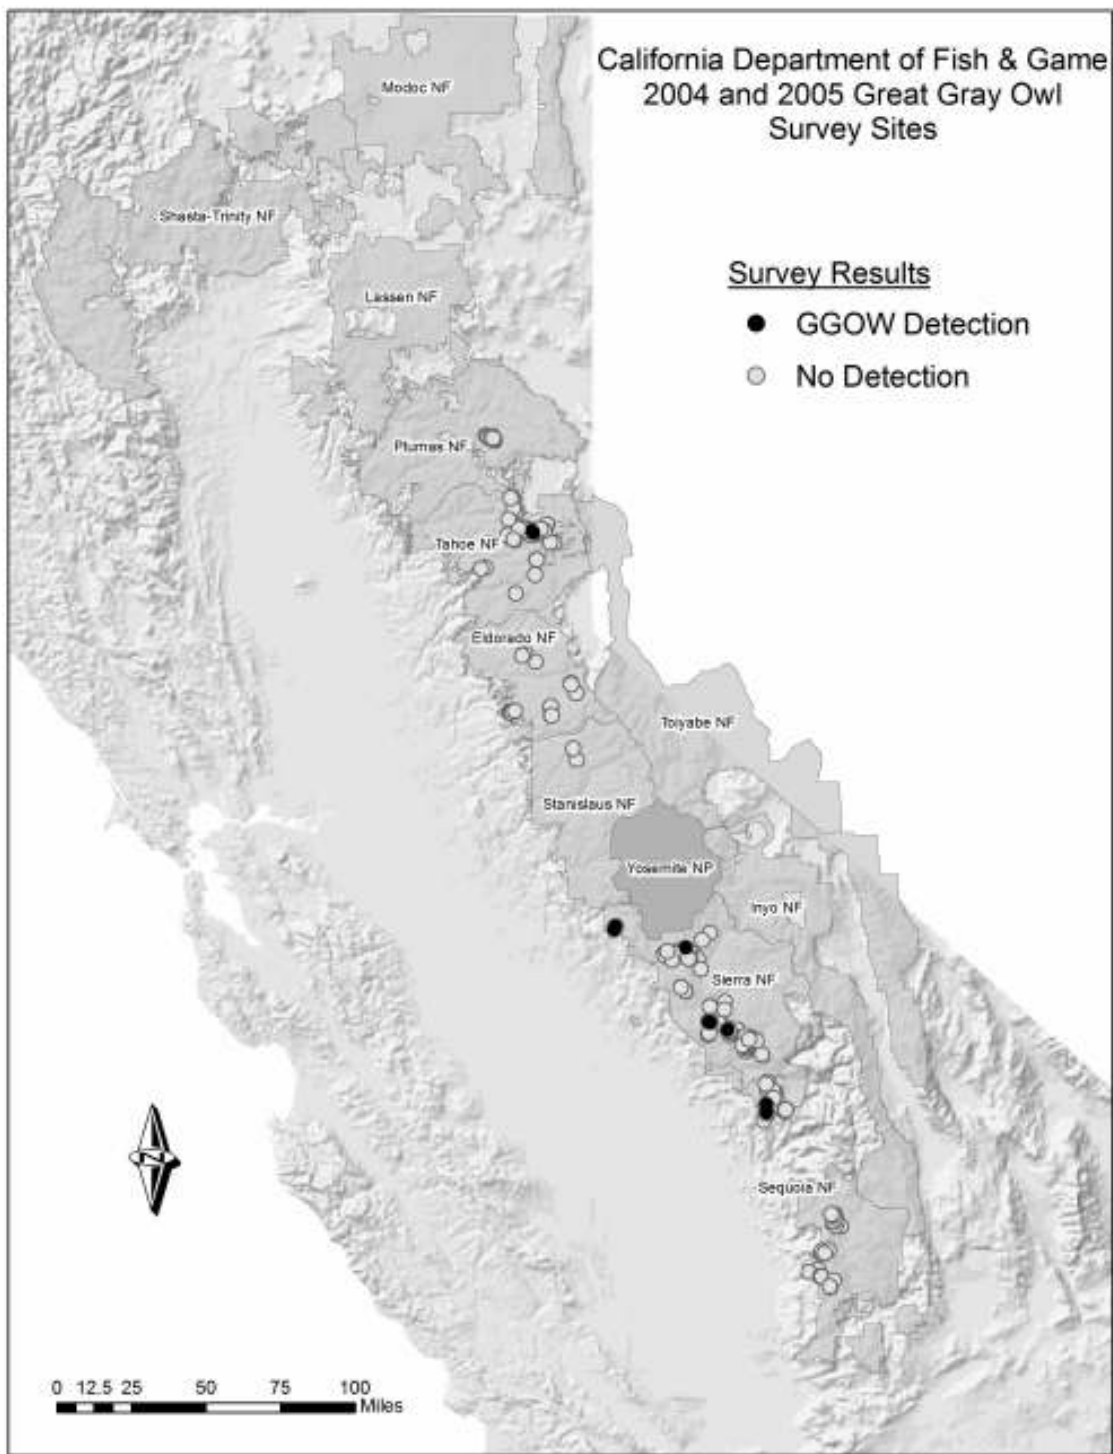 California Department of Fish & Game
2004 and 2005 Great Gray Owl
Survey Sites
Modoc NF
Shasta-Trinity NF
Survey Results
Lassen NF
GGOW Detection
No Detection
Plumas NF
Tahoe NF
Eldorado NF
Toiyabe NF
Stanislaus NF
Yosemite NP
Inyo NF
Sierra NF
N
Sequoia NF
0 12.5 25 50 75 100
Miles